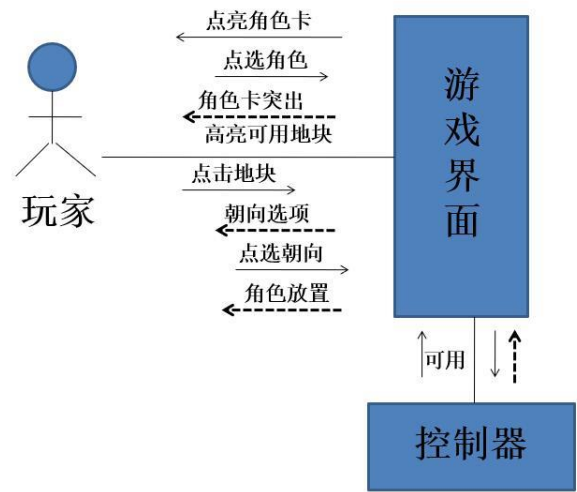 点亮角色卡
点选角色
角色卡突出
高亮可用地块
点击地块
朝向选项
点选朝向
角色放置
玩家
游戏界面
可用
控制器